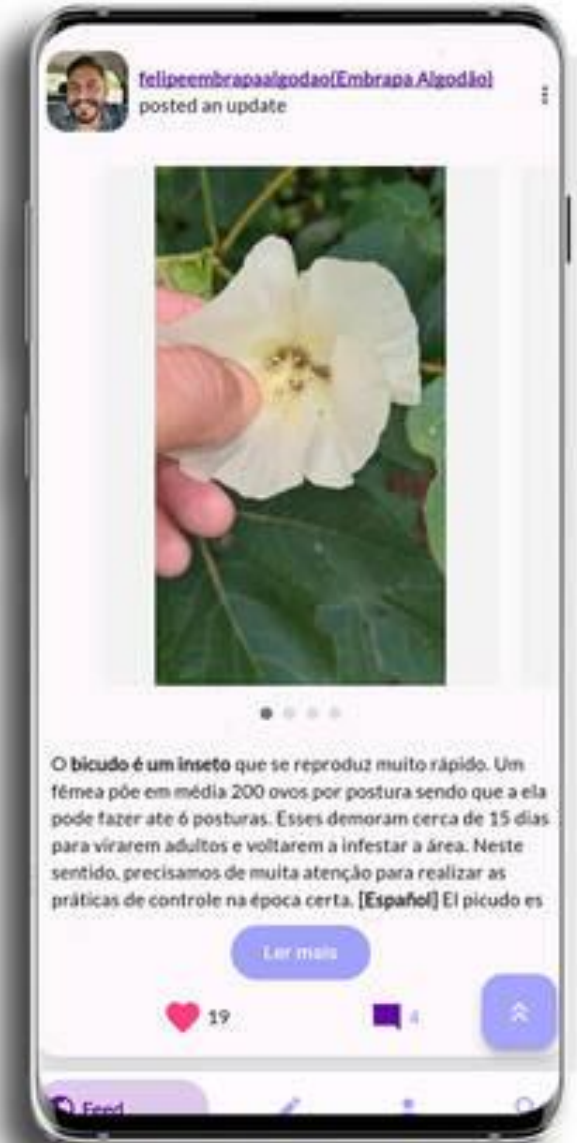 felipeembrapaalgodao(Embrapa Algodão)
posted an update
O bicudo é um inseto que se reproduz muito rápido. Um
fêmea põe em média 200 ovos por postura sendo que a ela
pode fazer ate 6 posturas. Esses demoram cerca de 15 dias
para virarem adultos e voltarem a infestar a área. Neste
sentido, precisamos de muita atenção para realizar as
práticas de controle na época certa. [Español] El picudo es
Ler mais
19
4
Feed